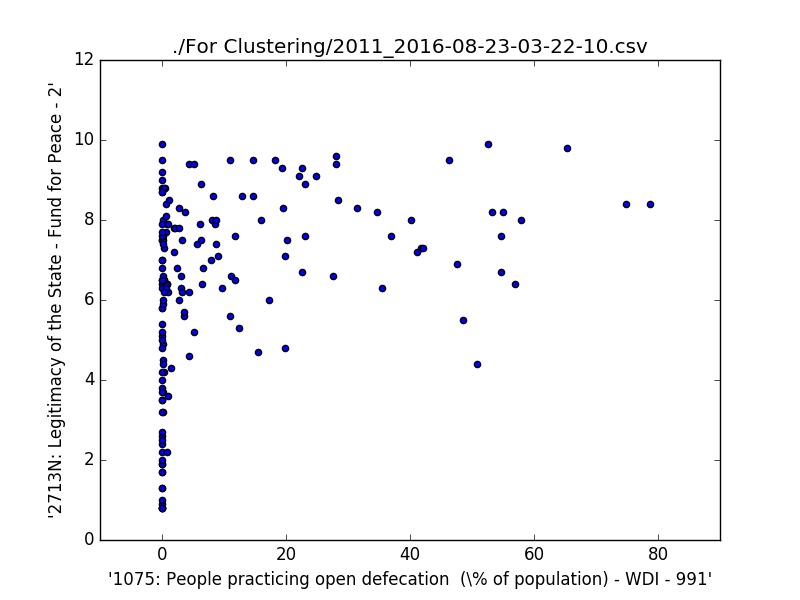 ./For Clustering/2011_2016-08-23-03-22-10.csv
'2713N: Legitimacy of the State - Fund for Peace - 2'
12
10
8
6
4
2
0
0 20 40 60 80
'1075: People practicing open defecation  (\% of population) - WDI - 991'